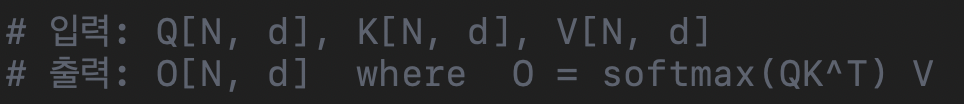 # 입력: Q[N, d], K[N, d], V[N, d]
# 출력: O[N, d]  where  O = softmax(QK^T) V